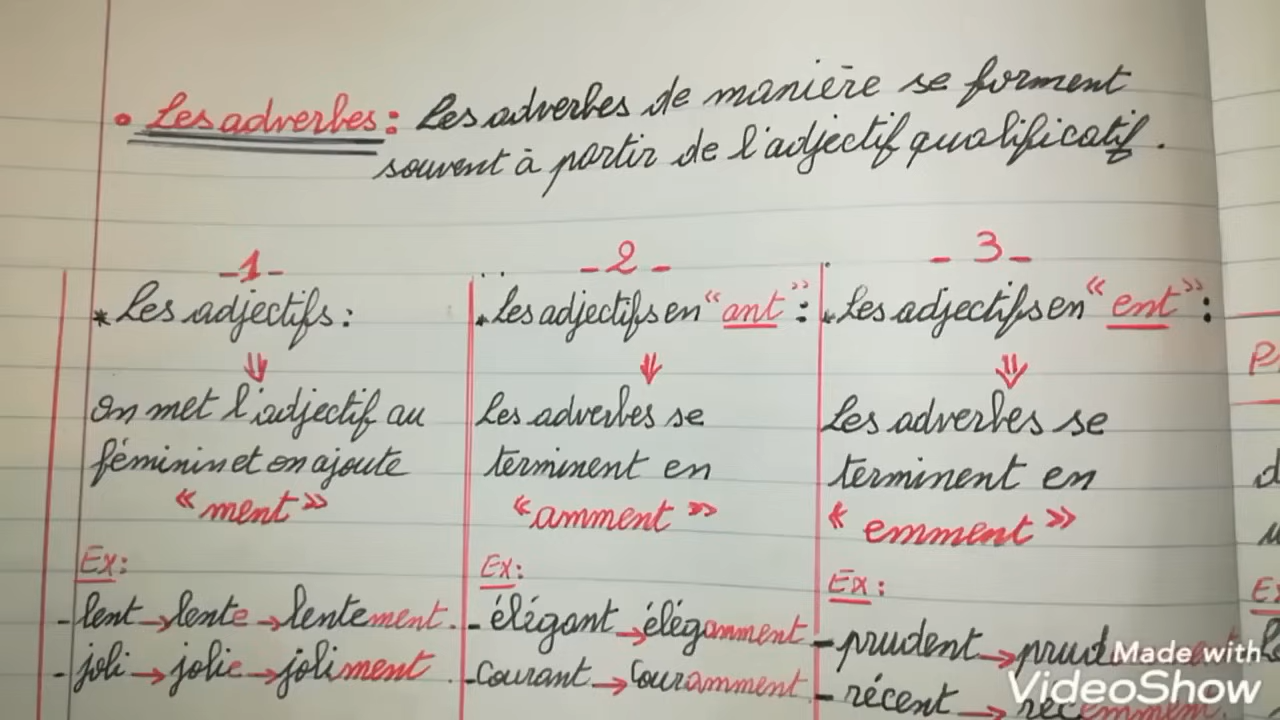 • Les adverbes : Les adverbes de manière se forment
souvent à partir de l'adjectif qualificatif.
-1-
* Les adjectifs :
⇓
On met l'adjectif au
féminin et on ajoute
« ment »
Ex :
- lent → lente → lentement.
- joli → jolie → joliment
- 2 -
* Les adjectifs en "ant" :
⇓
Les adverbes se
terminent en
« amment »
Ex :
- élégant → élégamment
- Courant → Couramment
- 3 -
* Les adjectifs en « ent » :
⇓
Les adverbes se
terminent en
« emment »
Ex :
- prudent →
- récent → récemment
Made with
VideoShow